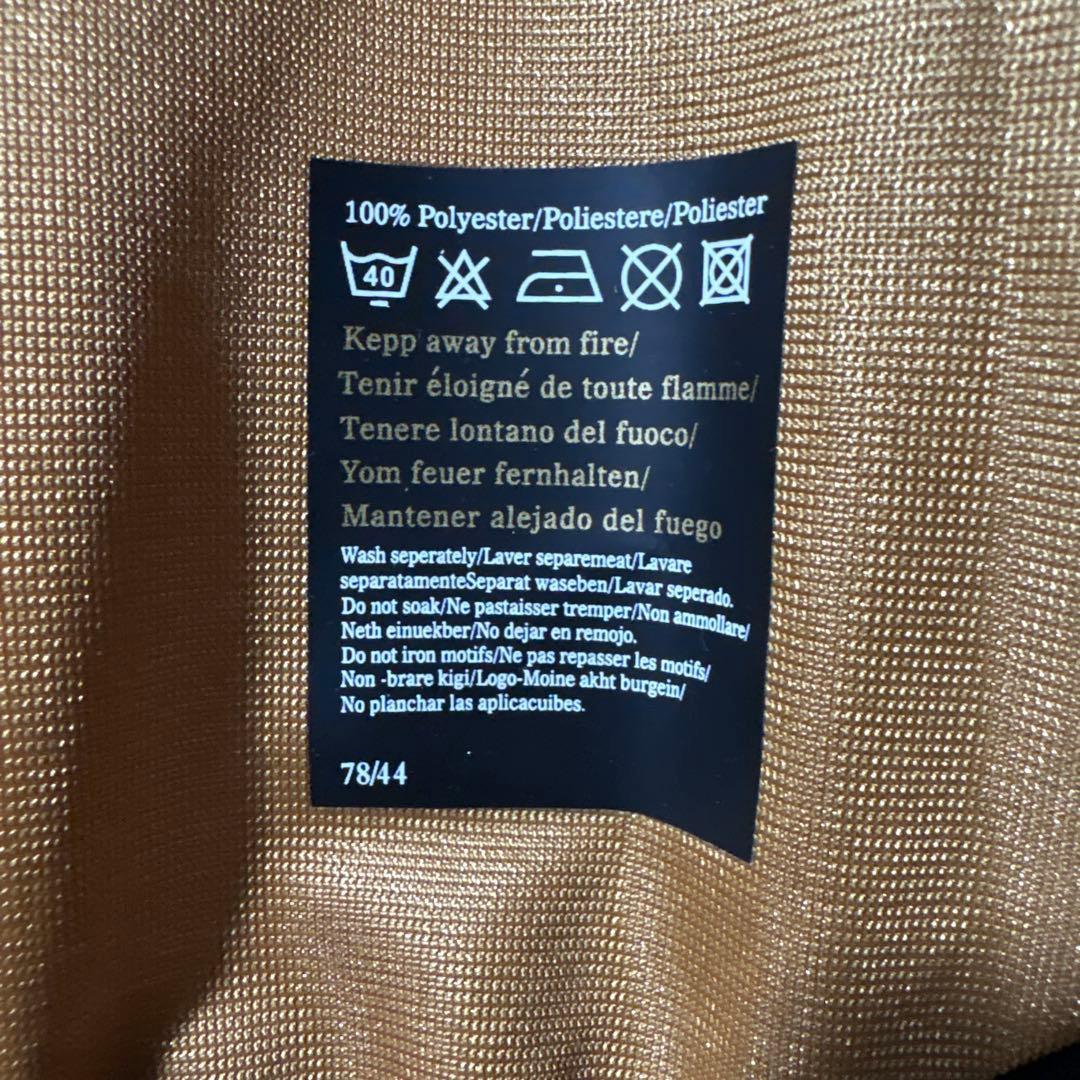 100% Polyester/Poliestere/Poliester
40
Kepp away from fire/
Tenir éloigné de toute flamme/
Tenere lontano del fuoco/
Yom feuer fernhalten/
Mantener alejado del fuego
Wash seperately/Laver separemeat/Lavare
separatamenteSeparat waseben/Lavar seperado.
Do not soak/Ne pastaisser tremper/Non ammollare/
Neth einuekber/No dejar en remojo.
Do not iron motifs/Ne pas repasser les motifs/
Non -brare kigi/Logo-Moine akht burgein/
No planchar las aplicacuibes.
78/44